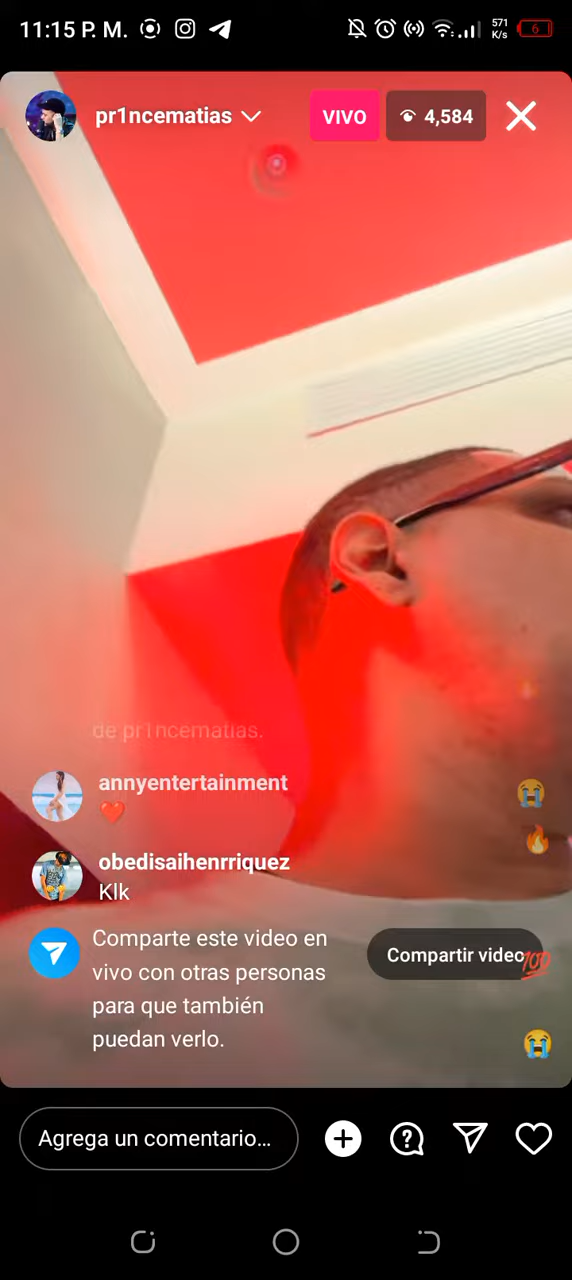 11:15 P. M.
571
K/s
6
pr1ncematias
VIVO
4,584
de pr1ncematias.
annyentertainment
obedisaihenrriquez
Klk
Comparte este video en
vivo con otras personas
para que también
puedan verlo.
Compartir video
100
Agrega un comentario...